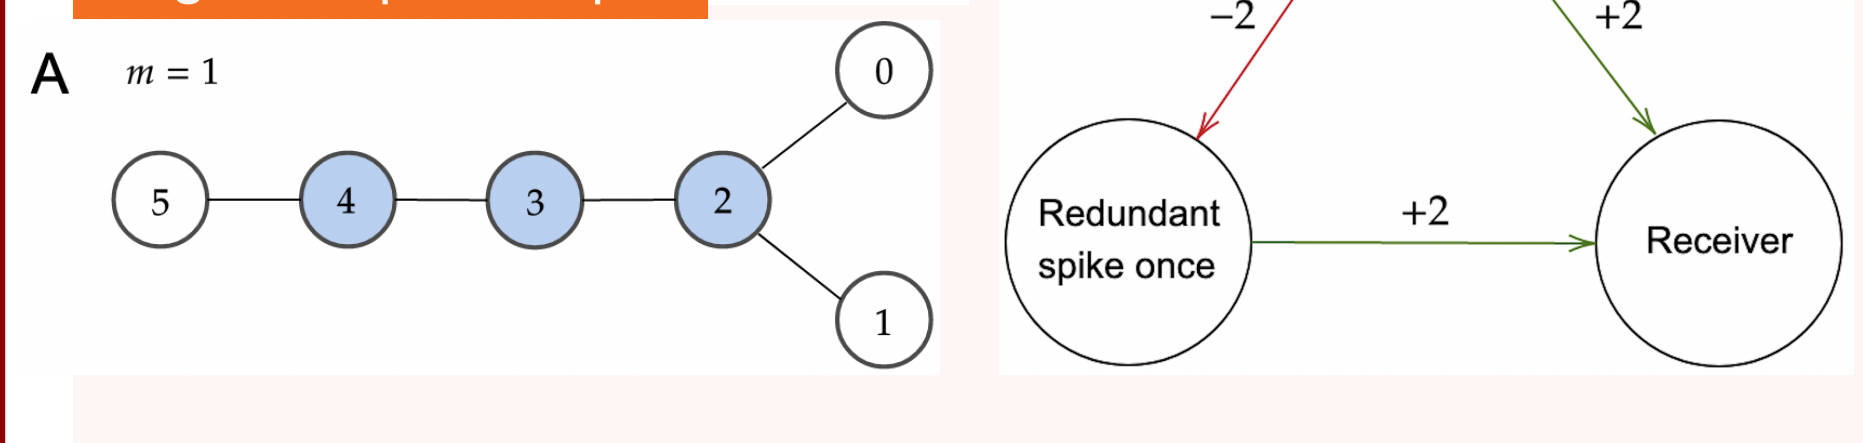 A
m = 1
0
5
4
3
2
1
−2
+2
Redundant
spike once
+2
Receiver